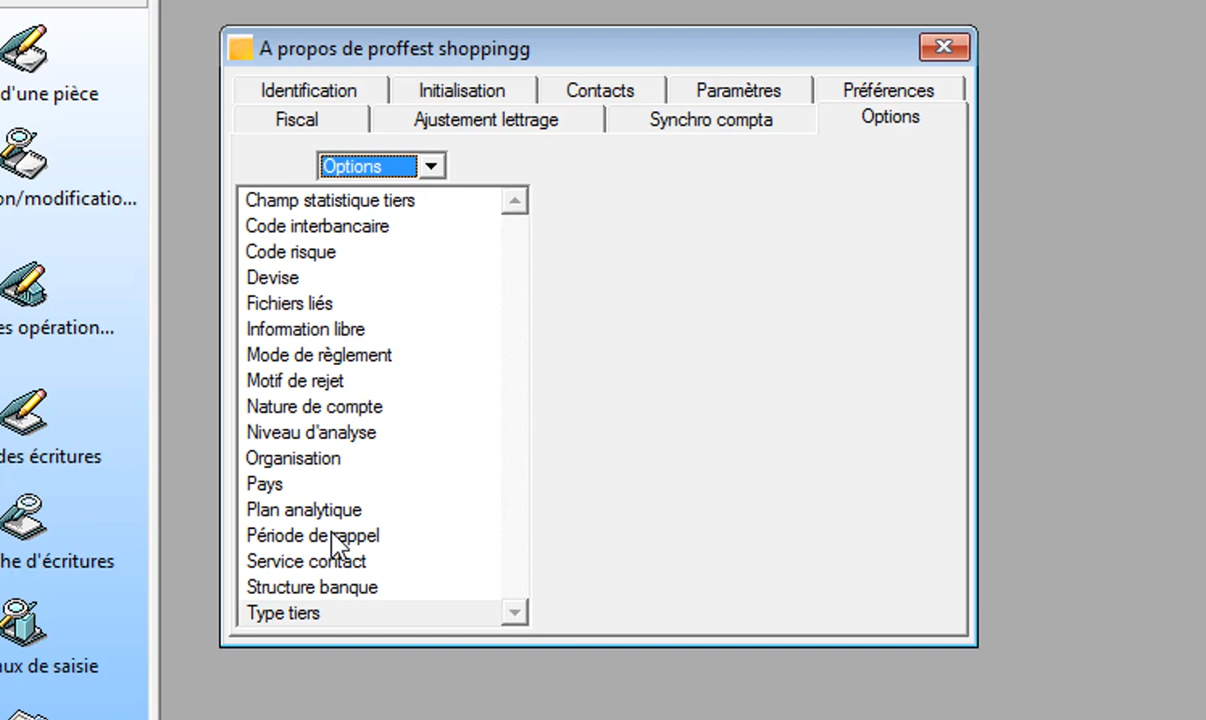 d'une pièce
on/modificatio...
es opération...
des écritures
he d'écritures
ux de saisie
A propos de proffest shoppingg
Identification
Initialisation
Contacts
Paramètres
Préférences
Fiscal
Ajustement lettrage
Synchro compta
Options
Options
Champ statistique tiers
Code interbancaire
Code risque
Devise
Fichiers liés
Information libre
Mode de règlement
Motif de rejet
Nature de compte
Niveau d'analyse
Organisation
Pays
Plan analytique
Période de rappel
Service contact
Structure banque
Type tiers